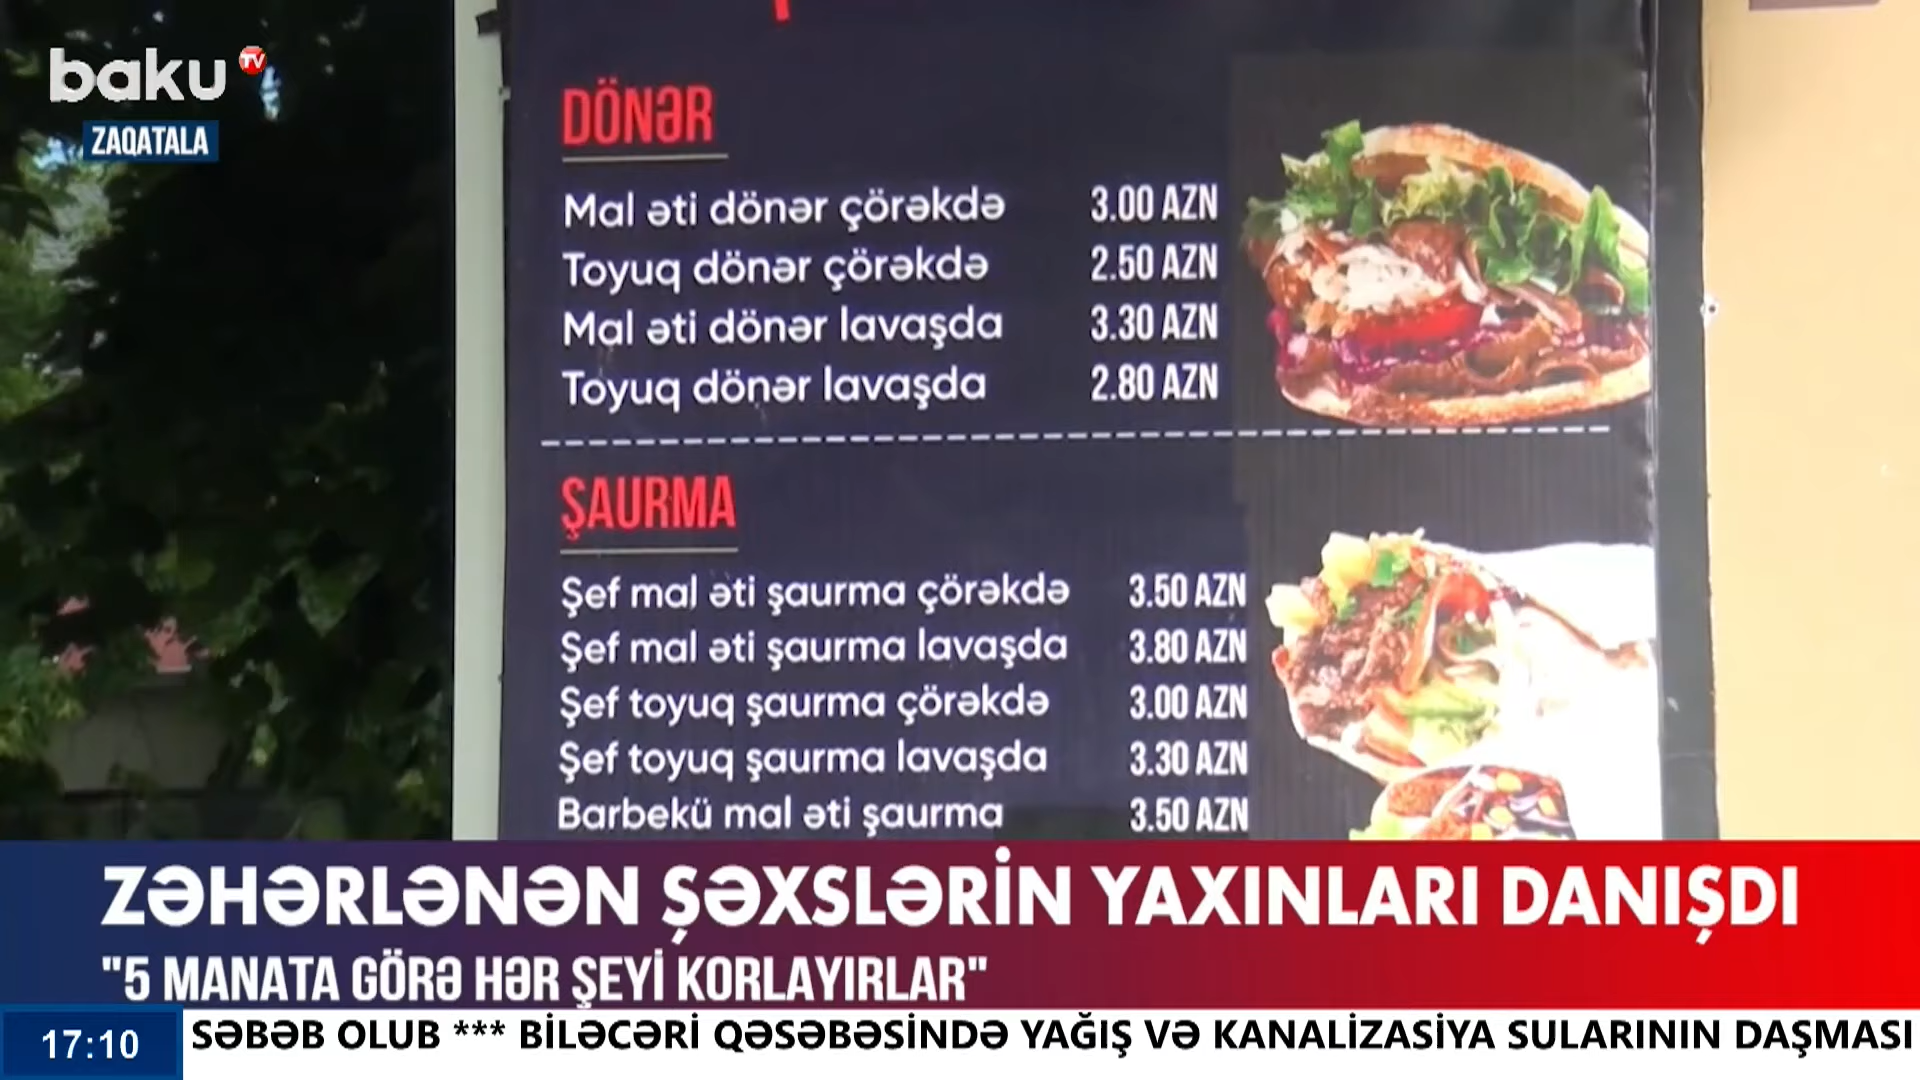 baku TV
ZAQATALA
DÖNƏR
Mal əti dönər çörəkdə 3.00 AZN
Toyuq dönər çörəkdə 2.50 AZN
Mal əti dönər lavaşda 3.30 AZN
Toyuq dönər lavaşda 2.80 AZN
ŞAURMA
Şef mal əti şaurma çörəkdə 3.50 AZN
Şef mal əti şaurma lavaşda 3.80 AZN
Şef toyuq şaurma çörəkdə 3.00 AZN
Şef toyuq şaurma lavaşda 3.30 AZN
Barbekü mal əti şaurma 3.50 AZN
ZƏHƏRLƏNƏN ŞƏXSLƏRİN YAXINLARI DANIŞDI
"5 MANATA GÖRƏ HƏR ŞEYİ KORLAYIRLAR"
17:10 SƏBƏB OLUB *** BİLƏCƏRİ QƏSƏBƏSİNDƏ YAĞIŞ VƏ KANALİZASİYA SULARININ DAŞMASI